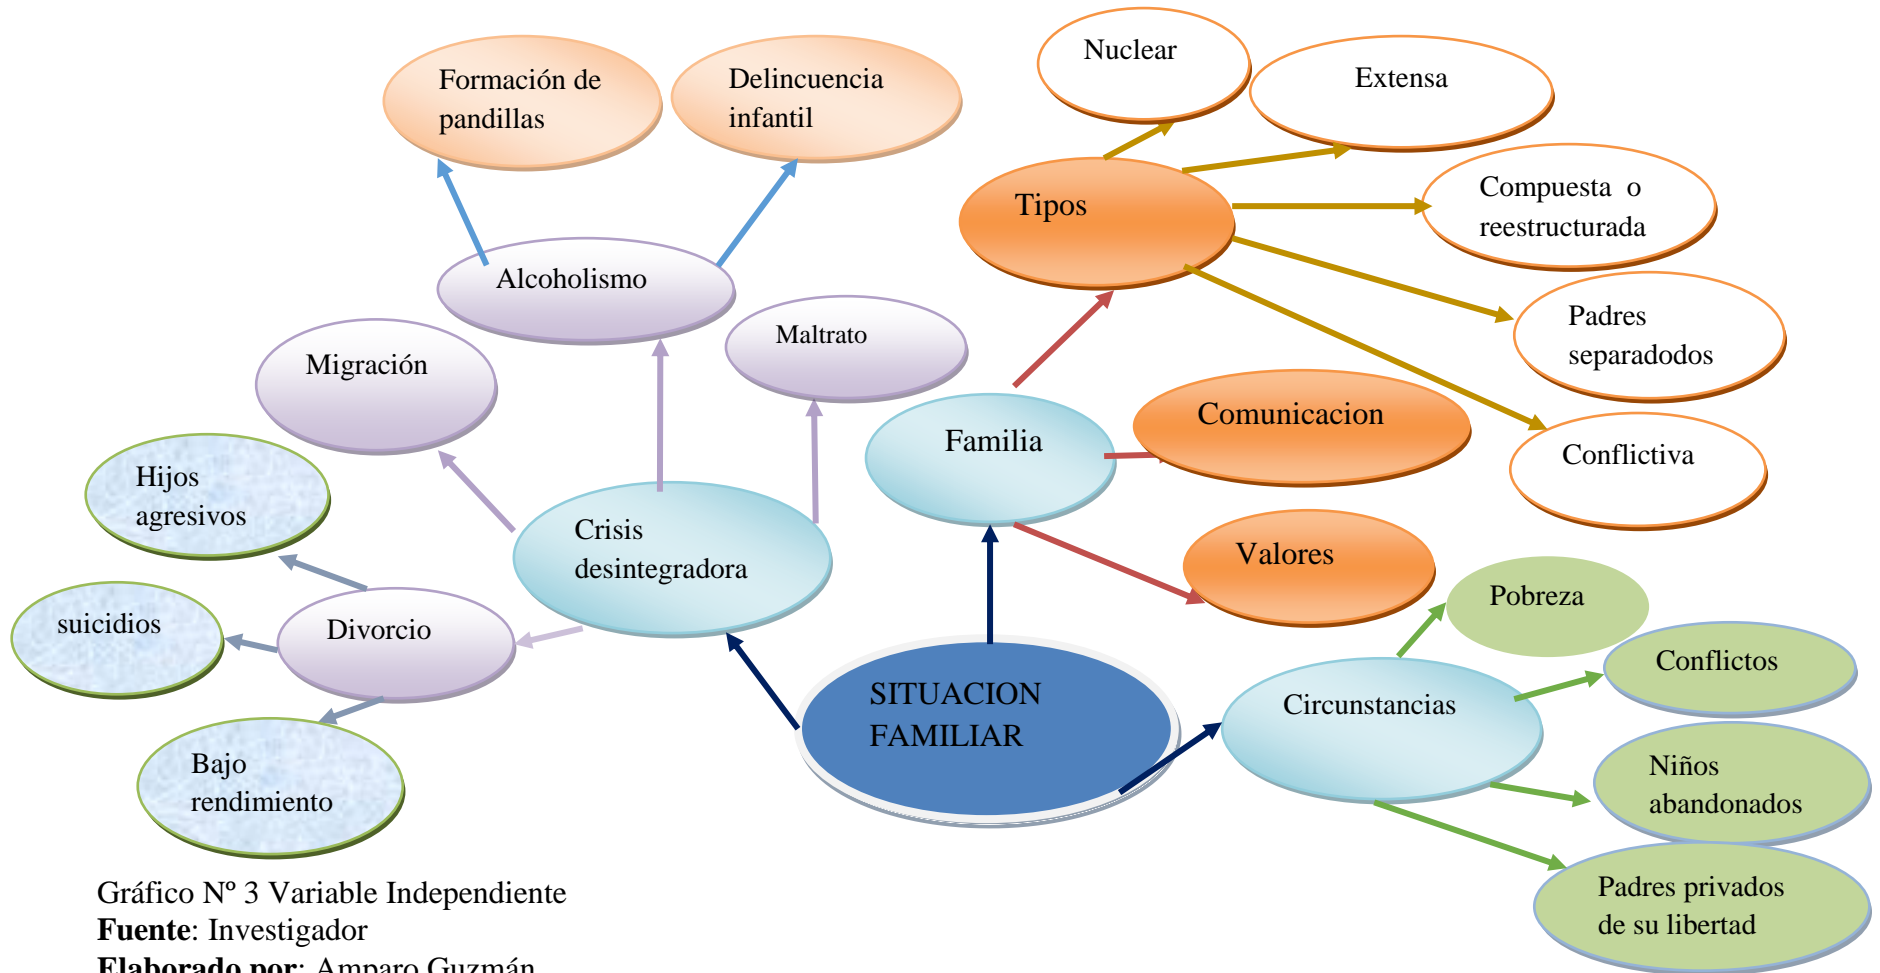 Nuclear
Extensa
Formación de
pandillas
Delincuencia
infantil
Tipos
Compuesta o
reestructurada
Alcoholismo
Maltrato
Migración
Padres
separadodos
Familia
Comunicacion
Conflictiva
Hijos
agresivos
Crisis
desintegradora
Valores
suicidios
Divorcio
Pobreza
SITUACION
FAMILIAR
Circunstancias
Conflictos
Bajo
rendimiento
Niños
abandonados
Padres privados
de su libertad
Gráfico Nº 3 Variable Independiente
Fuente: Investigador
Elaborado por: Amparo Guzmán